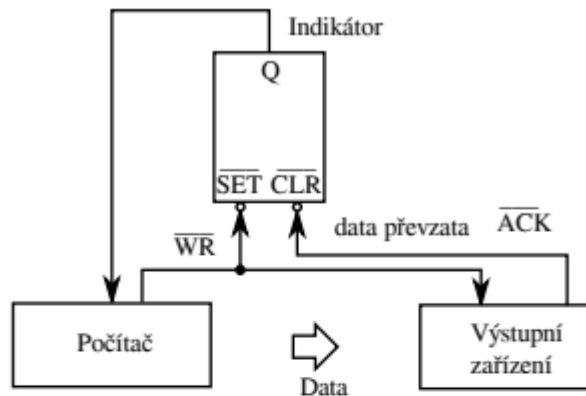 Indikátor
Q
SET CLR
WR
data převzata ACK
Počítač
Data
Výstupní
zařízení